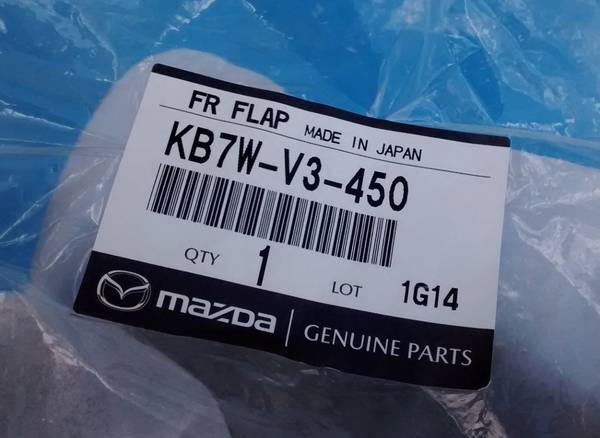 FR FLAP MADE IN JAPAN
KB7W-V3-450
QTY 1 LOT 1G14
mazda | GENUINE PARTS